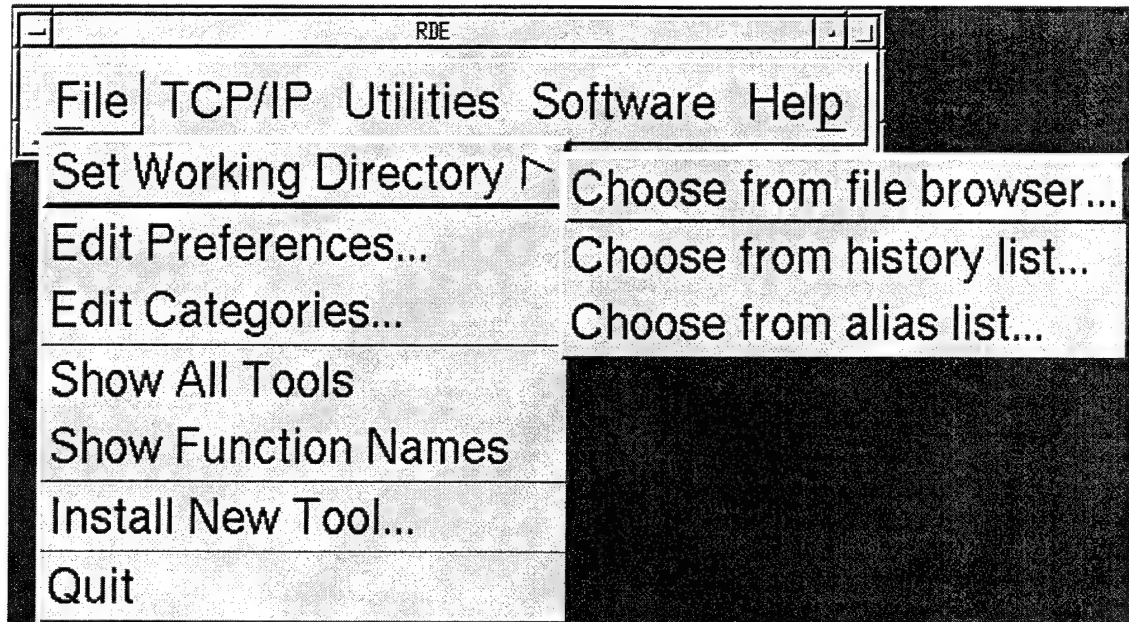 RDE
File TCP/IP Utilities Software Help
Set Working Directory
Edit Preferences...
Edit Categories...
Show All Tools
Show Function Names
Install New Tool...
Quit
Choose from file browser...
Choose from history list...
Choose from alias list...